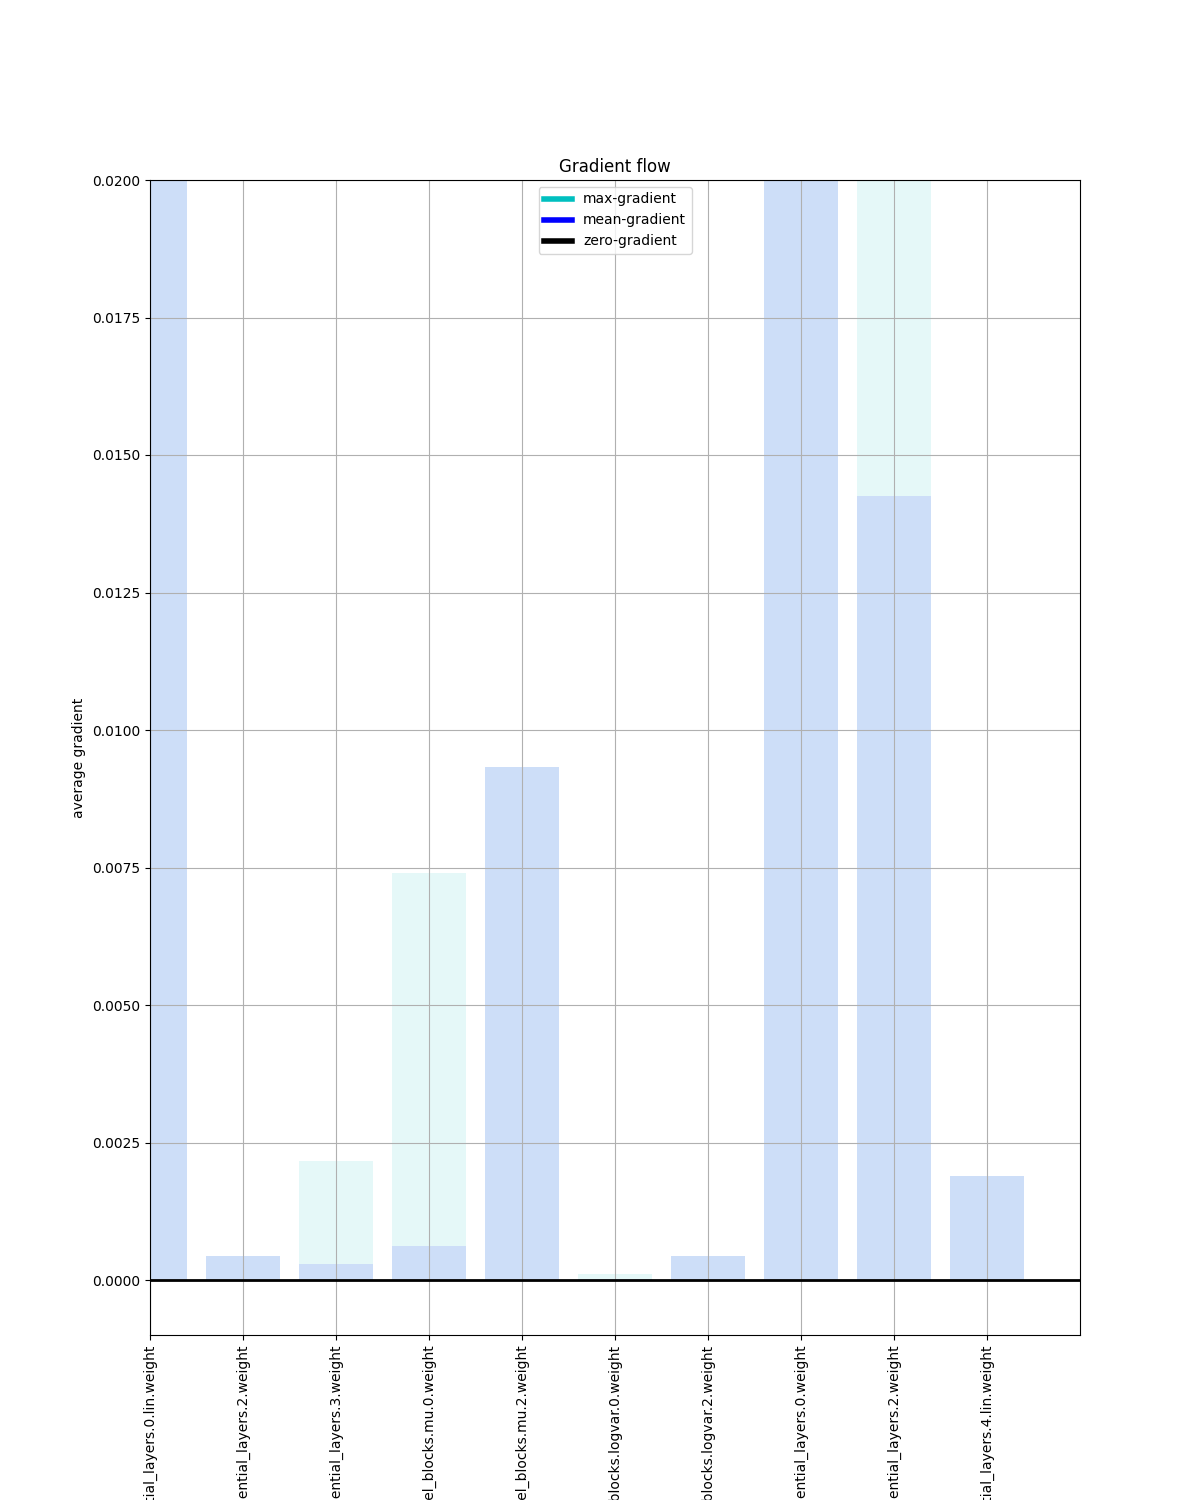 Gradient flow
max-gradient
mean-gradient
zero-gradient
0.0200
0.0175
0.0150
0.0125
0.0100
0.0075
0.0050
0.0025
0.0000
average gradient
tial_layers.0.lin.weight
ential_layers.2.weight
ential_layers.3.weight
el_blocks.mu.0.weight
el_blocks.mu.2.weight
blocks.logvar.0.weight
blocks.logvar.2.weight
ential_layers.0.weight
ential_layers.2.weight
tial_layers.4.lin.weight